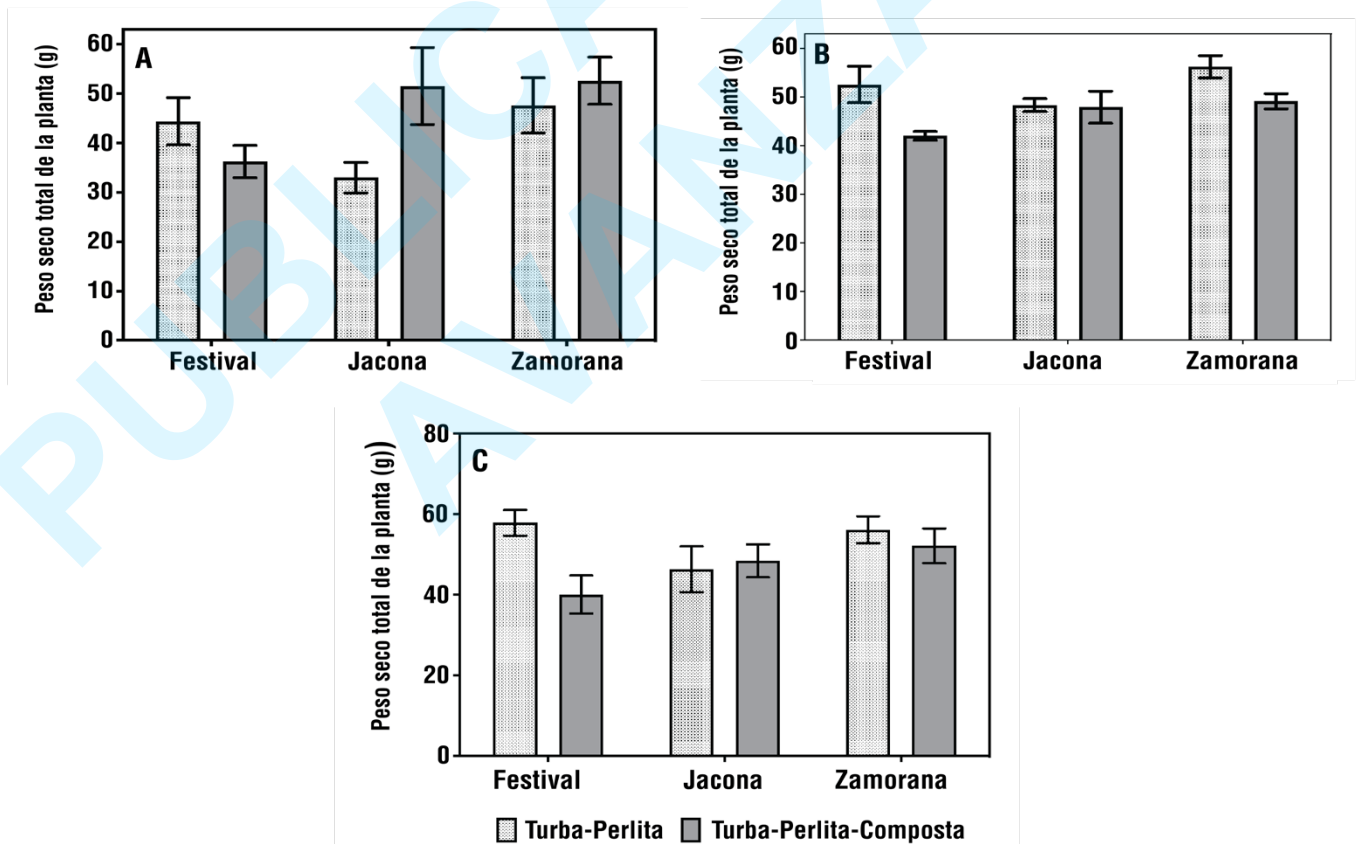 Peso seco total de la planta (g)
A
60
50
40
30
20
10
0
Festival Jacona Zamorana
Peso seco total de la planta (g)
B
60
50
40
30
20
10
0
Festival Jacona Zamorana
Peso seco total de la planta (g))
C
80
60
40
20
0
Festival Jacona Zamorana
Turba-Perlita Turba-Perlita-Composta
PUBLICA
AVANZA